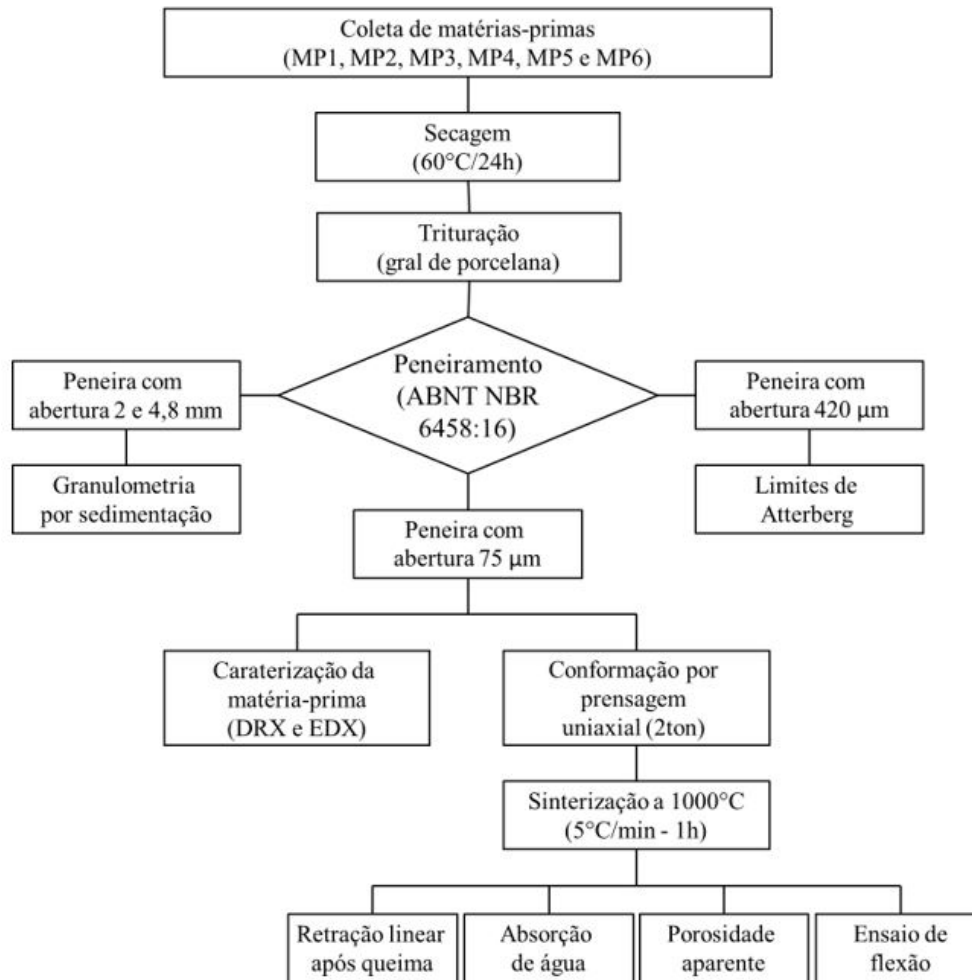 Coleta de matérias-primas
(MP1, MP2, MP3, MP4, MP5 e MP6)
Secagem
(60°C/24h)
Trituração
(gral de porcelana)
Peneiramento
(ABNT NBR
6458:16)
Peneira com
abertura 2 e 4,8 mm
Granulometria
por sedimentação
Peneira com
abertura 420 μm
Limites de
Atterberg
Peneira com
abertura 75 μm
Caraterização da
matéria-prima
(DRX e EDX)
Conformação por
prensagem
uniaxial (2ton)
Sinterização a 1000°C
(5°C/min - 1h)
Retração linear
após queima
Absorção
de água
Porosidade
aparente
Ensaio de
flexão